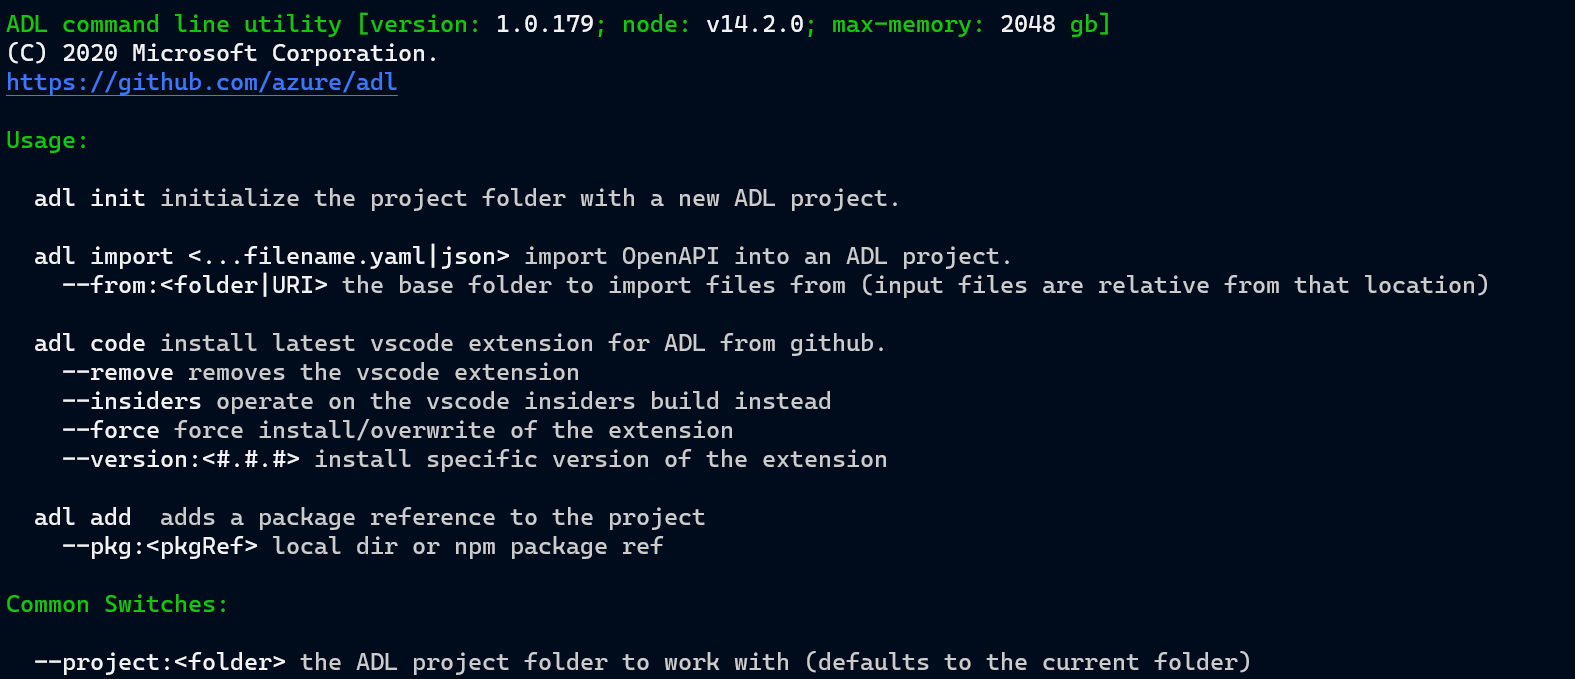 ADL command line utility [version: 1.0.179; node: v14.2.0; max-memory: 2048 gb]
(C) 2020 Microsoft Corporation.
https://github.com/azure/adl
Usage:
adl init initialize the project folder with a new ADL project.
adl import <...filename.yaml|json> import OpenAPI into an ADL project.
--from:<folder|URI> the base folder to import files from (input files are relative from that location)
adl code install latest vscode extension for ADL from github.
--remove removes the vscode extension
--insiders operate on the vscode insiders build instead
--force force install/overwrite of the extension
--version:<#.#.#> install specific version of the extension
adl add  adds a package reference to the project
--pkg:<pkgRef> local dir or npm package ref
Common Switches:
--project:<folder> the ADL project folder to work with (defaults to the current folder)